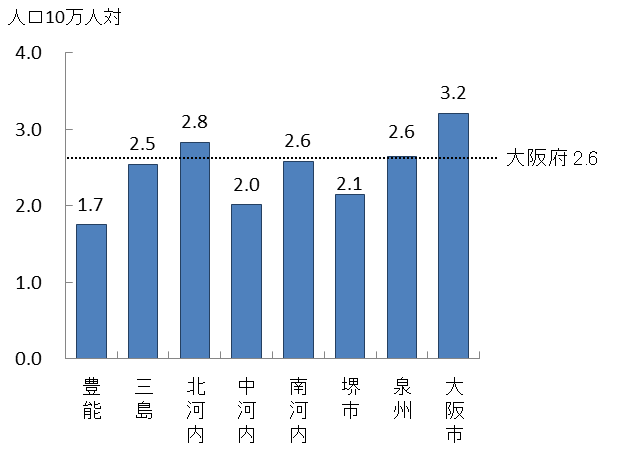 人口10万人対
4.0
3.0
2.0
1.0
0.0
1.7
2.5
2.8
2.0
2.6
2.1
2.6
3.2
大阪府 2.6
豊能
三島
北河内
中河内
南河内
堺市
泉州
大阪市